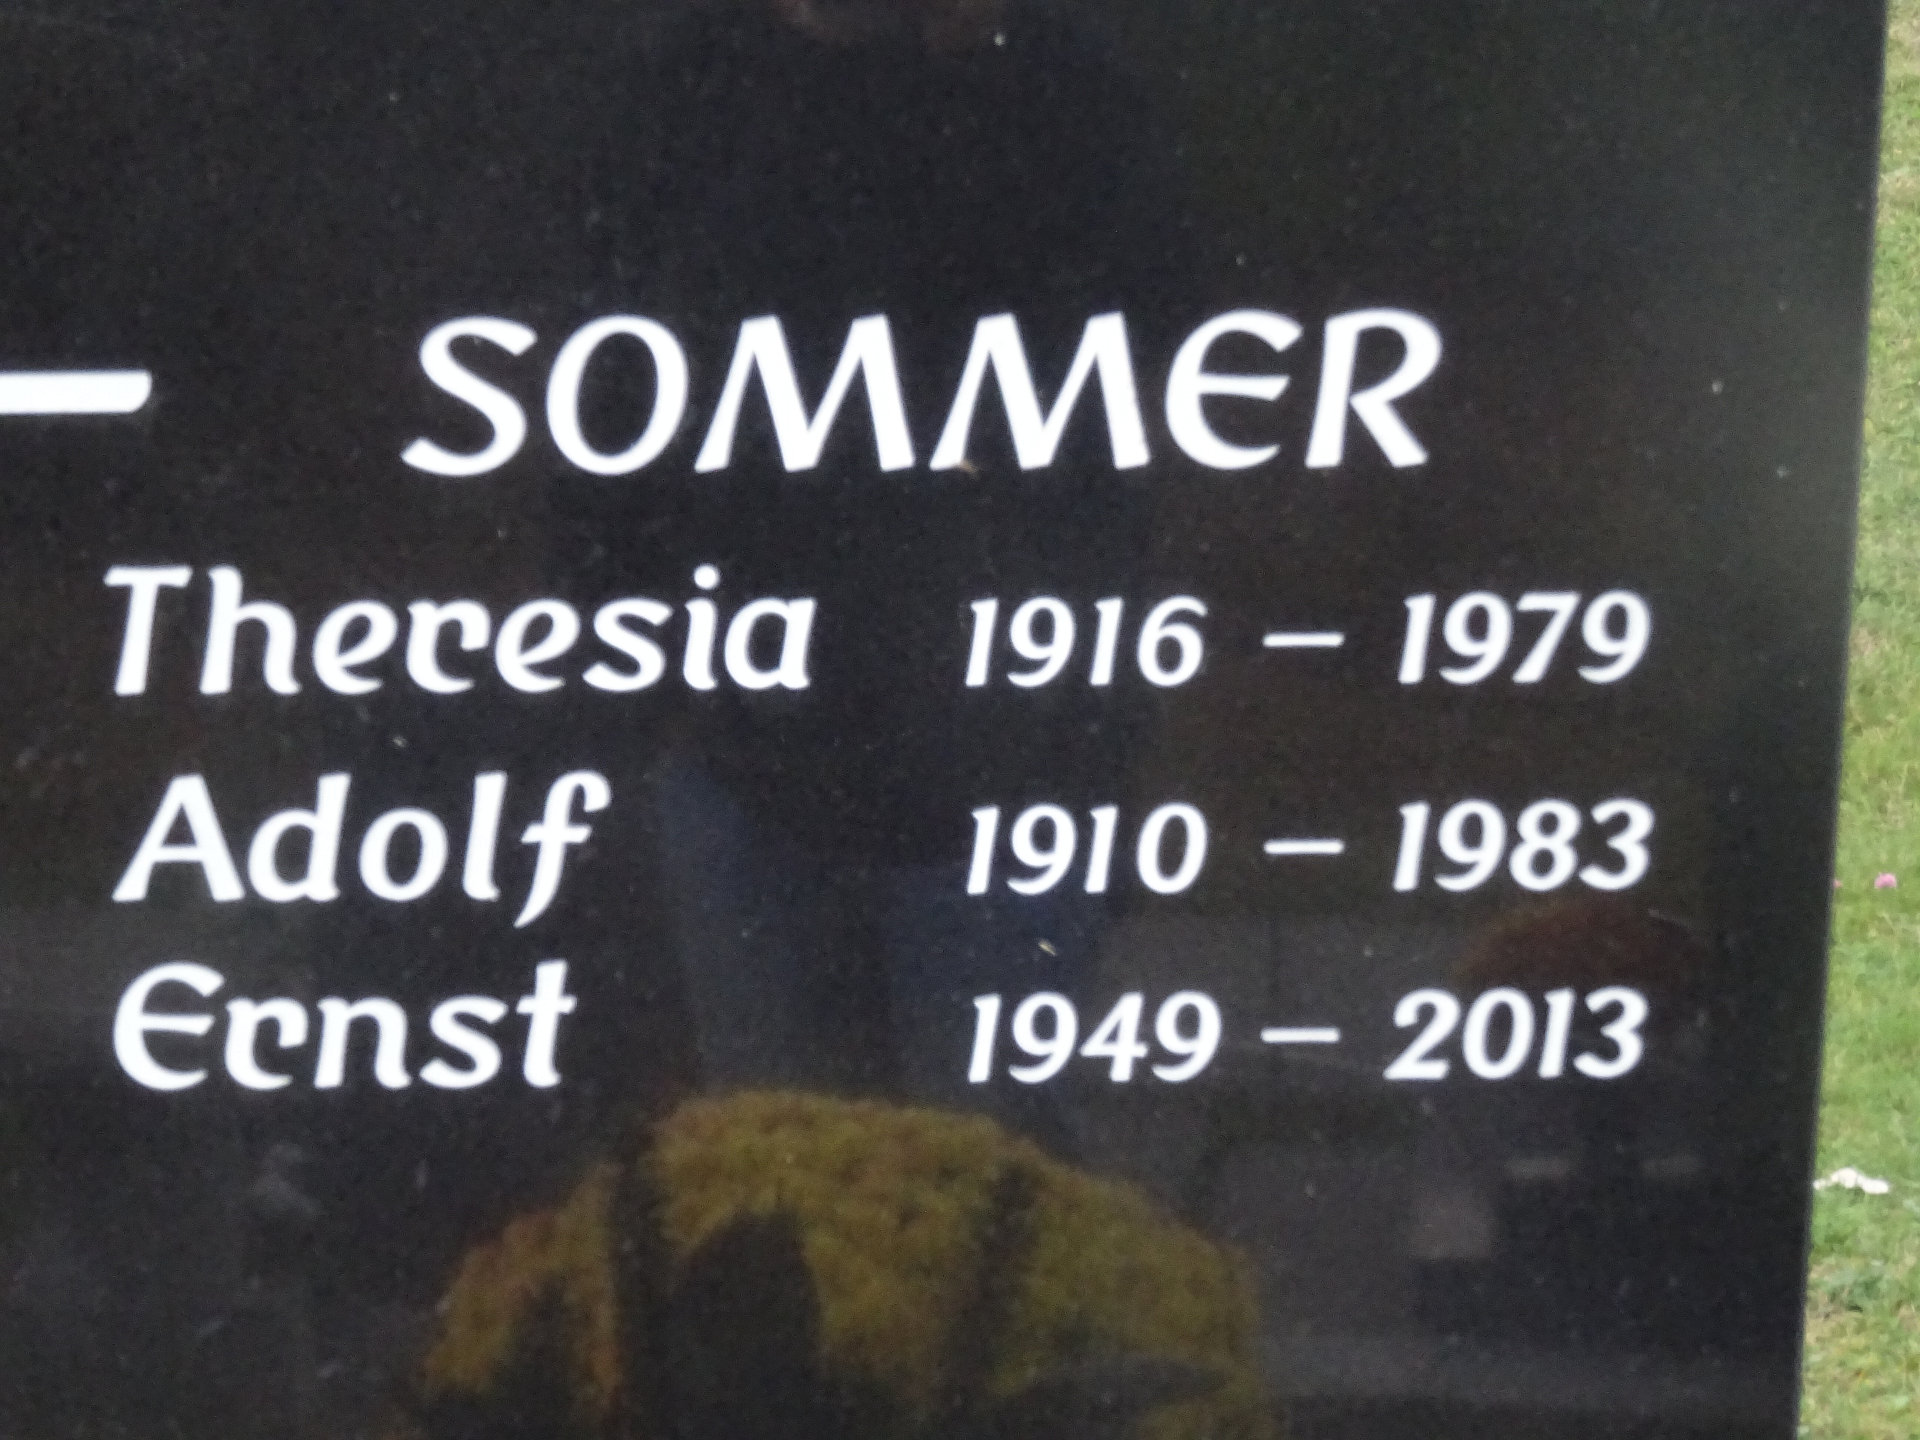 — SOMMER
Theresia 1916 – 1979
Adolf 1910 – 1983
Ernst 1949 – 2013